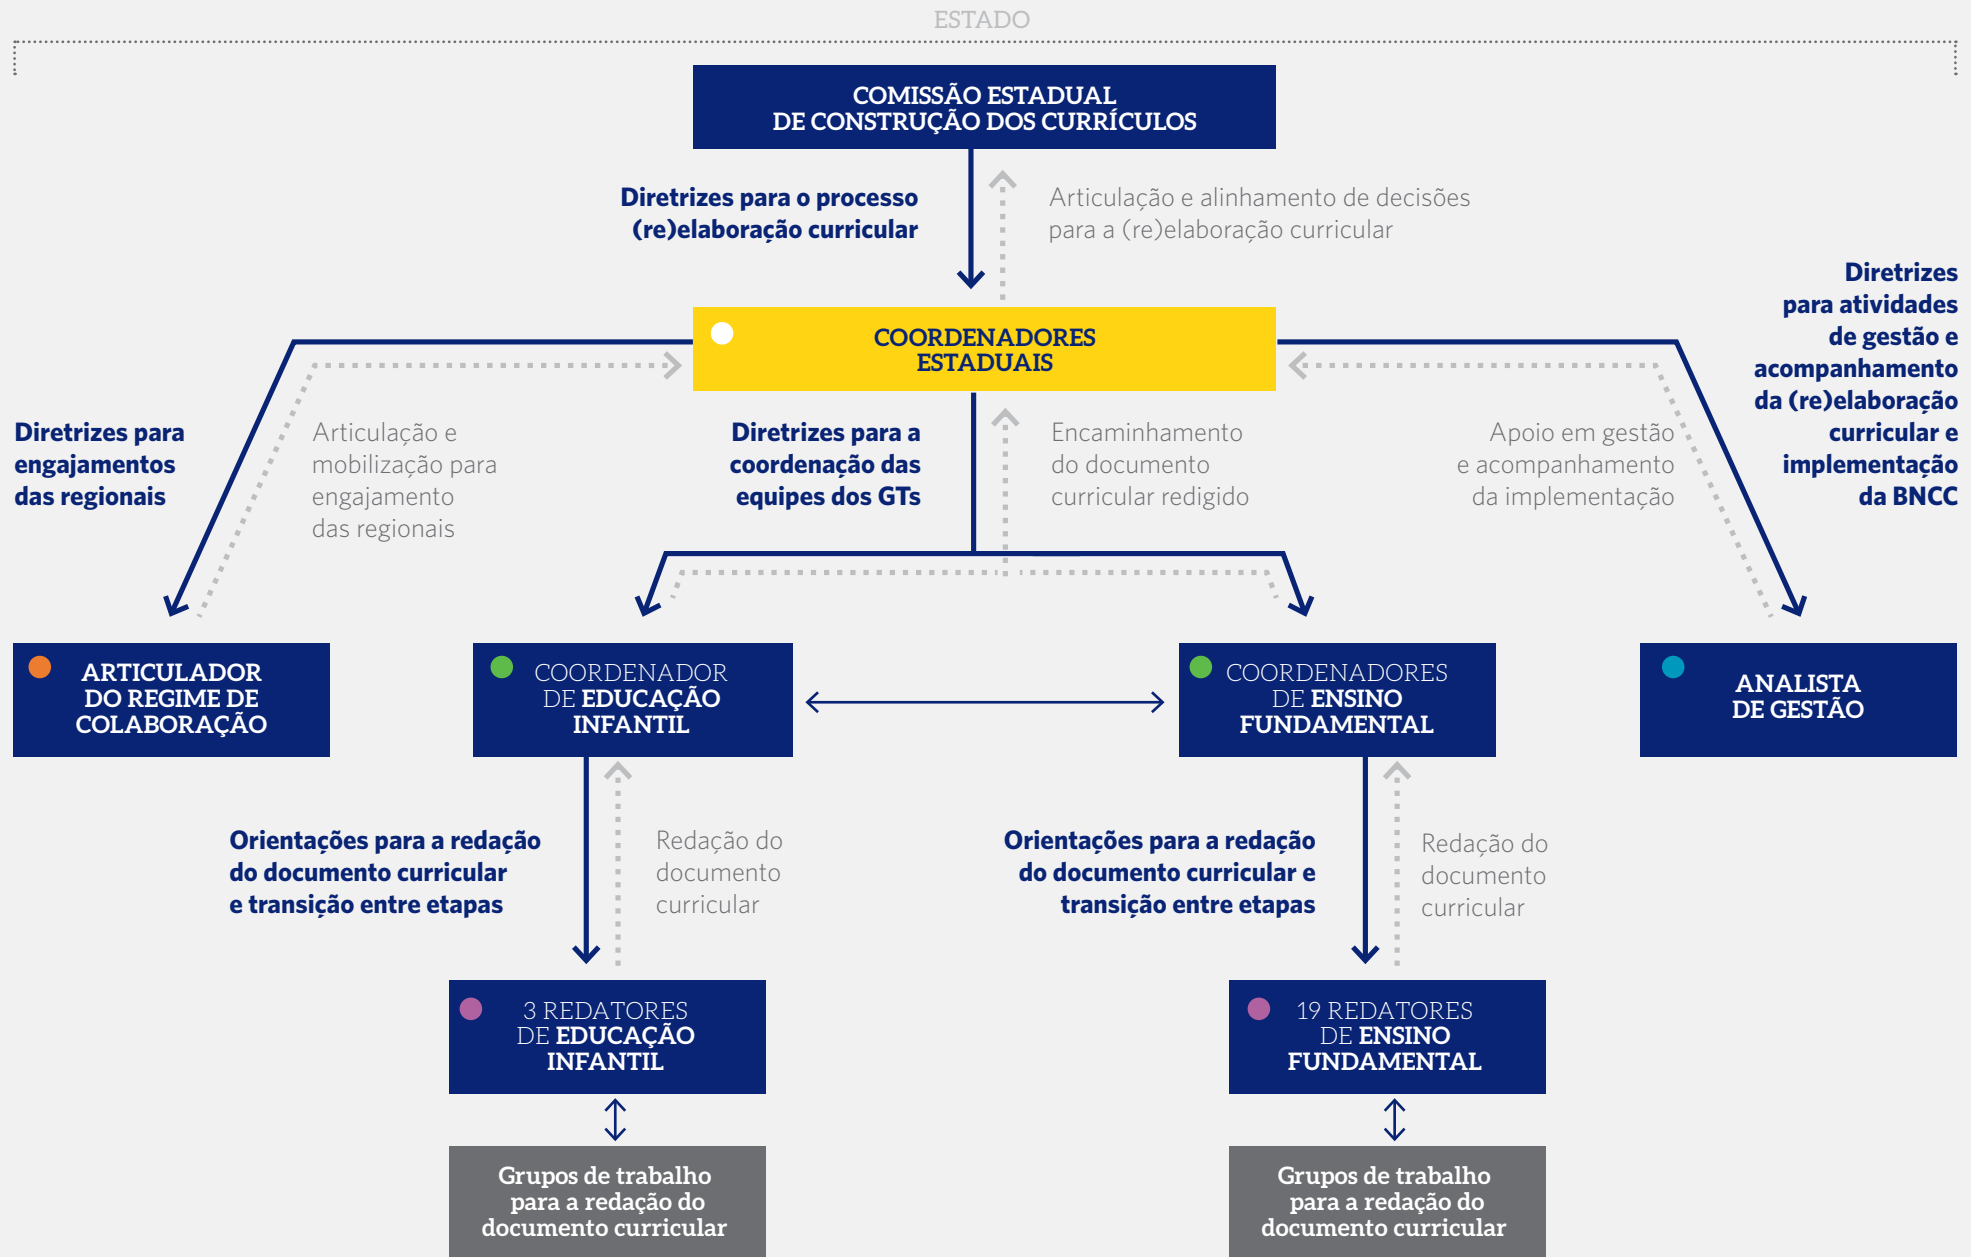 ESTADO
COMISSÃO ESTADUAL
DE CONSTRUÇÃO DOS CURRÍCULOS
Diretrizes para o processo
(re)elaboração curricular
Articulação e alinhamento de decisões
para a (re)elaboração curricular
COORDENADORES
ESTADUAIS
Diretrizes
para atividades
de gestão e
acompanhamento
da (re)elaboração
curricular e
implementação
da BNCC
Diretrizes para
engajamentos
das regionais
Articulação e
mobilização para
engajamento
das regionais
Diretrizes para a
coordenação das
equipes dos GTs
Encaminhamento
do documento
curricular redigido
Apoio em gestão
e acompanhamento
da implementação
ARTICULADOR
DO REGIME DE
COLABORAÇÃO
COORDENADOR
DE EDUCAÇÃO
INFANTIL
COORDENADORES
DE ENSINO
FUNDAMENTAL
ANALISTA
DE GESTÃO
Orientações para a redação
do documento curricular
e transição entre etapas
Redação do
documento
curricular
Orientações para a redação
do documento curricular e
transição entre etapas
Redação do
documento
curricular
3 REDATORES
DE EDUCAÇÃO
INFANTIL
19 REDATORES
DE ENSINO
FUNDAMENTAL
Grupos de trabalho
para a redação do
documento curricular
Grupos de trabalho
para a redação do
documento curricular